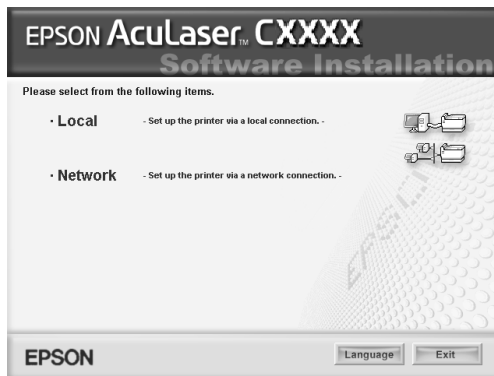 EPSON AcuLaser™ CXXXX
Software Installation
Please select from the following items.
· Local - Set up the printer via a local connection. -
· Network - Set up the printer via a network connection. -
EPSON
EPSON
Language Exit